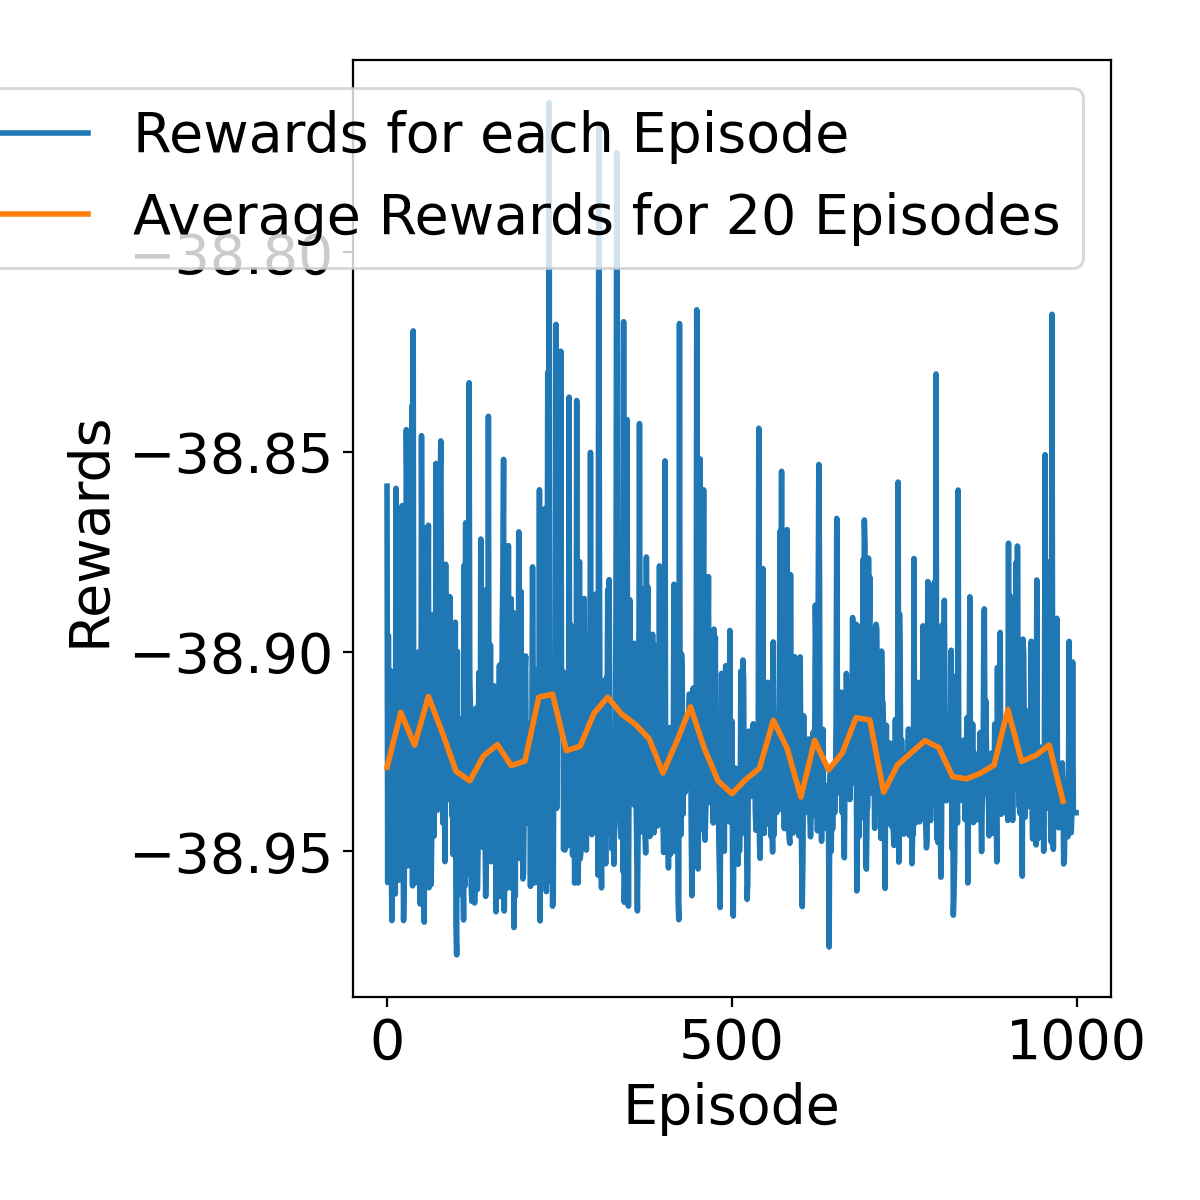 Rewards for each Episode
Average Rewards for 20 Episodes
−38.80
−38.85
−38.90
−38.95
Rewards
0 500 1000
Episode